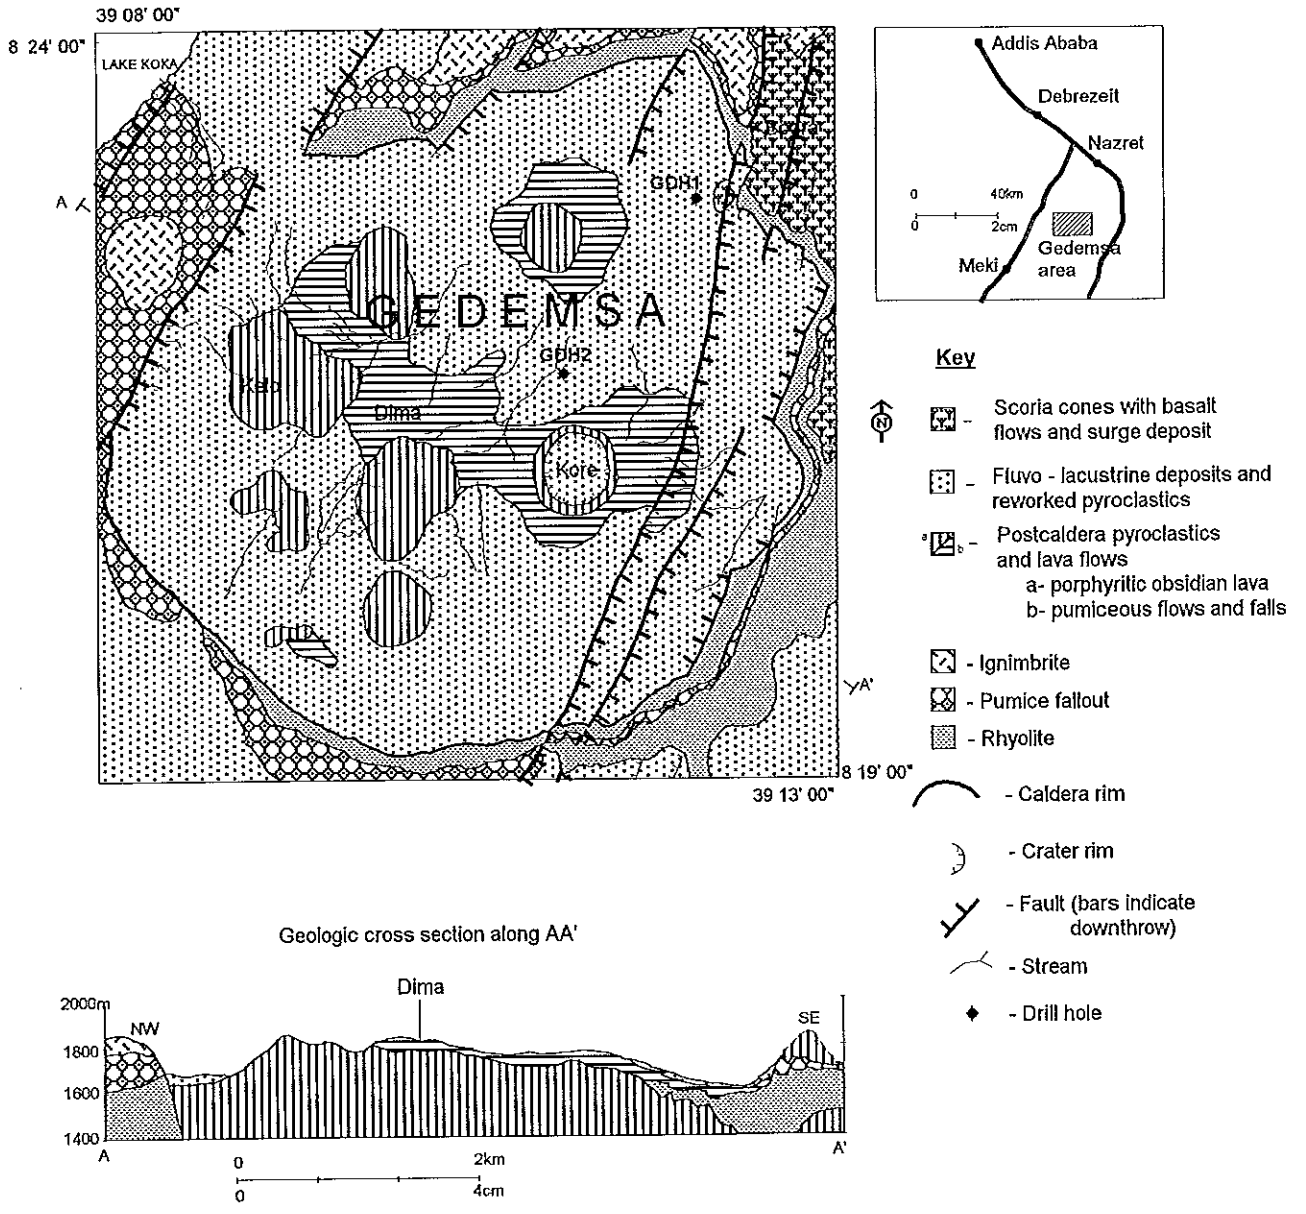 39 08' 00"
8 24' 00"
LAKE KOKA
A
GDH1
GEDEMSA
GDH2
Kelo
Dima
Kore
A'
8 19' 00"
39 13' 00"
Addis Ababa
Debrezeit
Nazret
0 40km
0 2cm
Gedemsa
area
Meki
Key
N
Scoria cones with basalt
flows and surge deposit
Fluvo - lacustrine deposits and
reworked pyroclastics
a b - Postcaldera pyroclastics
and lava flows
a- porphyritic obsidian lava
b- pumiceous flows and falls
- Ignimbrite
- Pumice fallout
- Rhyolite
- Caldera rim
- Crater rim
- Fault (bars indicate
downthrow)
- Stream
- Drill hole
Geologic cross section along AA'
Dima
2000m
NW
SE
1800
1600
1400
A
A'
0 2km
0 4cm